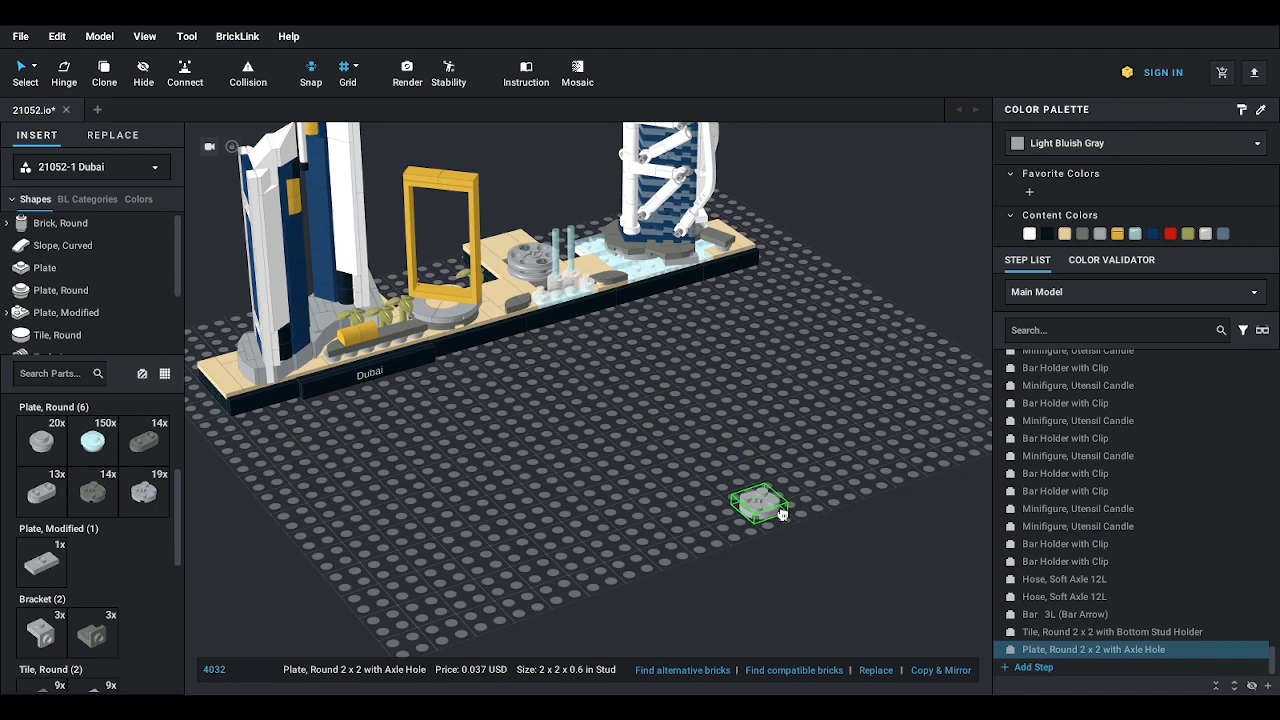 File Edit Model View Tool BrickLink Help
Select Hinge Clone Hide Connect Collision Snap Grid Render Stability Instruction Mosaic SIGN IN
21052.io*
INSERT REPLACE
21052-1 Dubai
Shapes BL Categories Colors
Brick, Round
Slope, Curved
Plate
Plate, Round
Plate, Modified
Tile, Round
Search Parts...
Plate, Round (6)
20x 150x 14x
13x 14x 19x
Plate, Modified (1)
1x
Bracket (2)
3x 3x
Tile, Round (2)
9x 9x
Dubai
4032 Plate, Round 2 x 2 with Axle Hole Price: 0.037 USD Size: 2 x 2 x 0.6 in Stud Find alternative bricks | Find compatible bricks | Replace | Copy & Mirror
COLOR PALETTE
Light Bluish Gray
Favorite Colors
Content Colors
STEP LIST COLOR VALIDATOR
Main Model
Search...
Minifigure, Utensil Candle
Bar Holder with Clip
Minifigure, Utensil Candle
Bar Holder with Clip
Minifigure, Utensil Candle
Bar Holder with Clip
Minifigure, Utensil Candle
Bar Holder with Clip
Bar Holder with Clip
Minifigure, Utensil Candle
Minifigure, Utensil Candle
Bar Holder with Clip
Bar Holder with Clip
Hose, Soft Axle 12L
Hose, Soft Axle 12L
Bar 3L (Bar Arrow)
Tile, Round 2 x 2 with Bottom Stud Holder
Plate, Round 2 x 2 with Axle Hole
+ Add Step